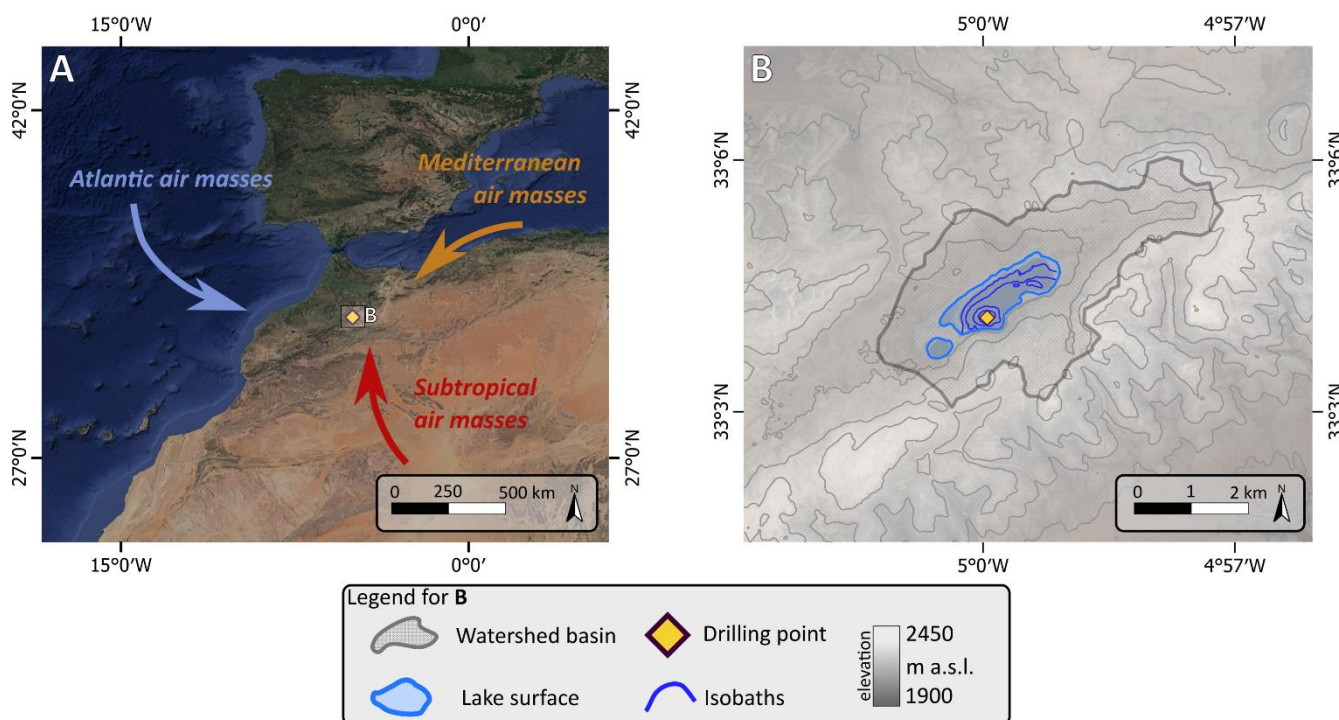 15°0′W
0°0′
5°0′W
4°57′W
A
42°0′N
Atlantic air masses
Mediterranean
air masses
B
Subtropical
air masses
27°0′N
0 250 500 km
N
15°0′W
0°0′
42°0′N
27°0′N
B
33°6′N
33°3′N
33°6′N
33°3′N
0 1 2 km
N
5°0′W
4°57′W
Legend for B
Watershed basin
Drilling point
Lake surface
Isobaths
elevation
2450
m a.s.l.
1900